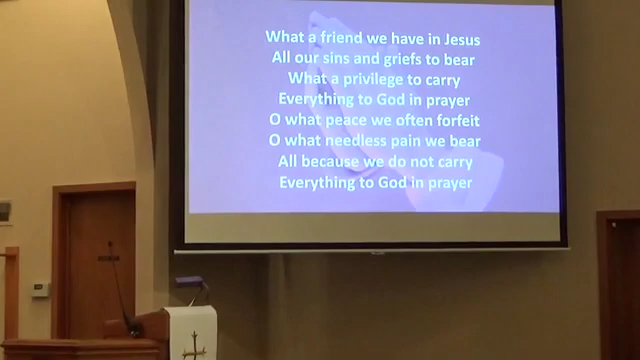 What a friend we have in Jesus
All our sins and griefs to bear
What a privilege to carry
Everything to God in prayer
O what peace we often forfeit
O what needless pain we bear
All because we do not carry
Everything to God in prayer